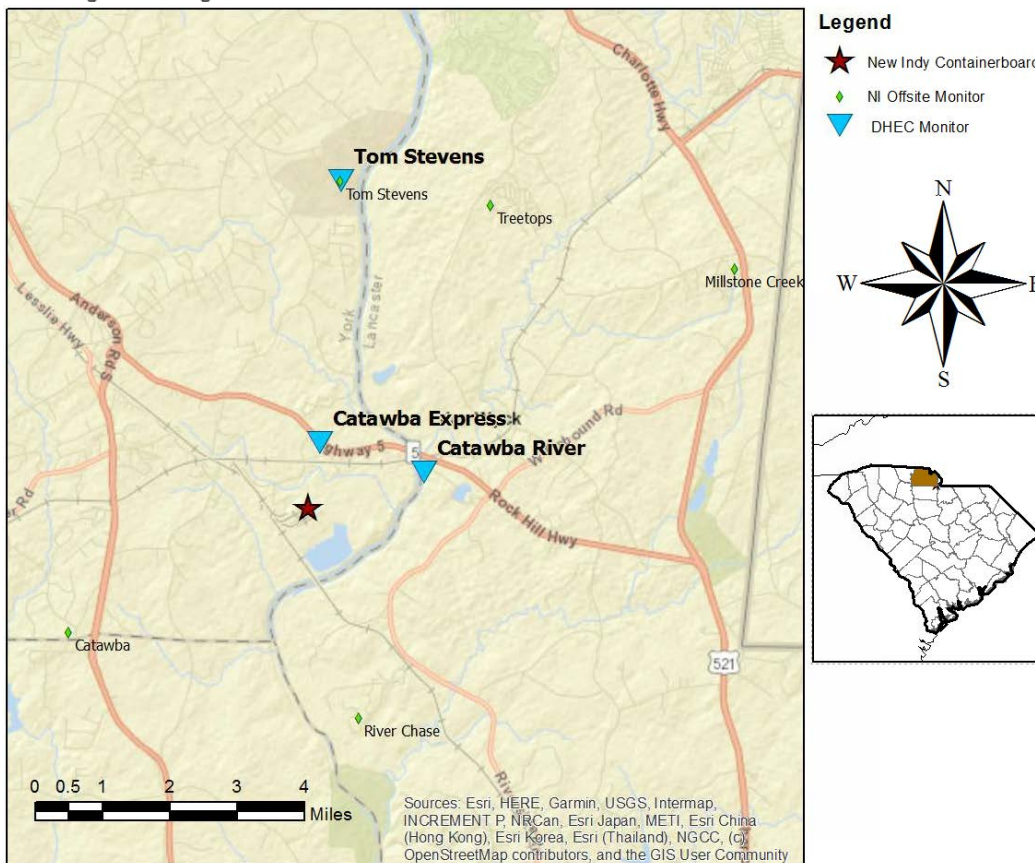 Legend
New Indy Containerboard
NI Offsite Monitor
DHEC Monitor
N
W
E
S
Charlotte Hwy
Tom Stevens
Tom Stevens
Treetops
Millstone Creek
York
Lancaster
Lesslie Hwy
Anderson Rd S
Catawba Express
Highway 5
5
Catawba River
Rock Hill Hwy
521
Catawba
River Chase
0 0.5 1 2 3 4
Miles
Sources: Esri, HERE, Garmin, USGS, Intermap,
INCREMENT P, NRCan, Esri Japan, METI, Esri China
(Hong Kong), Esri Korea, Esri (Thailand), NGCC, (c)
OpenStreetMap contributors, and the GIS User Community